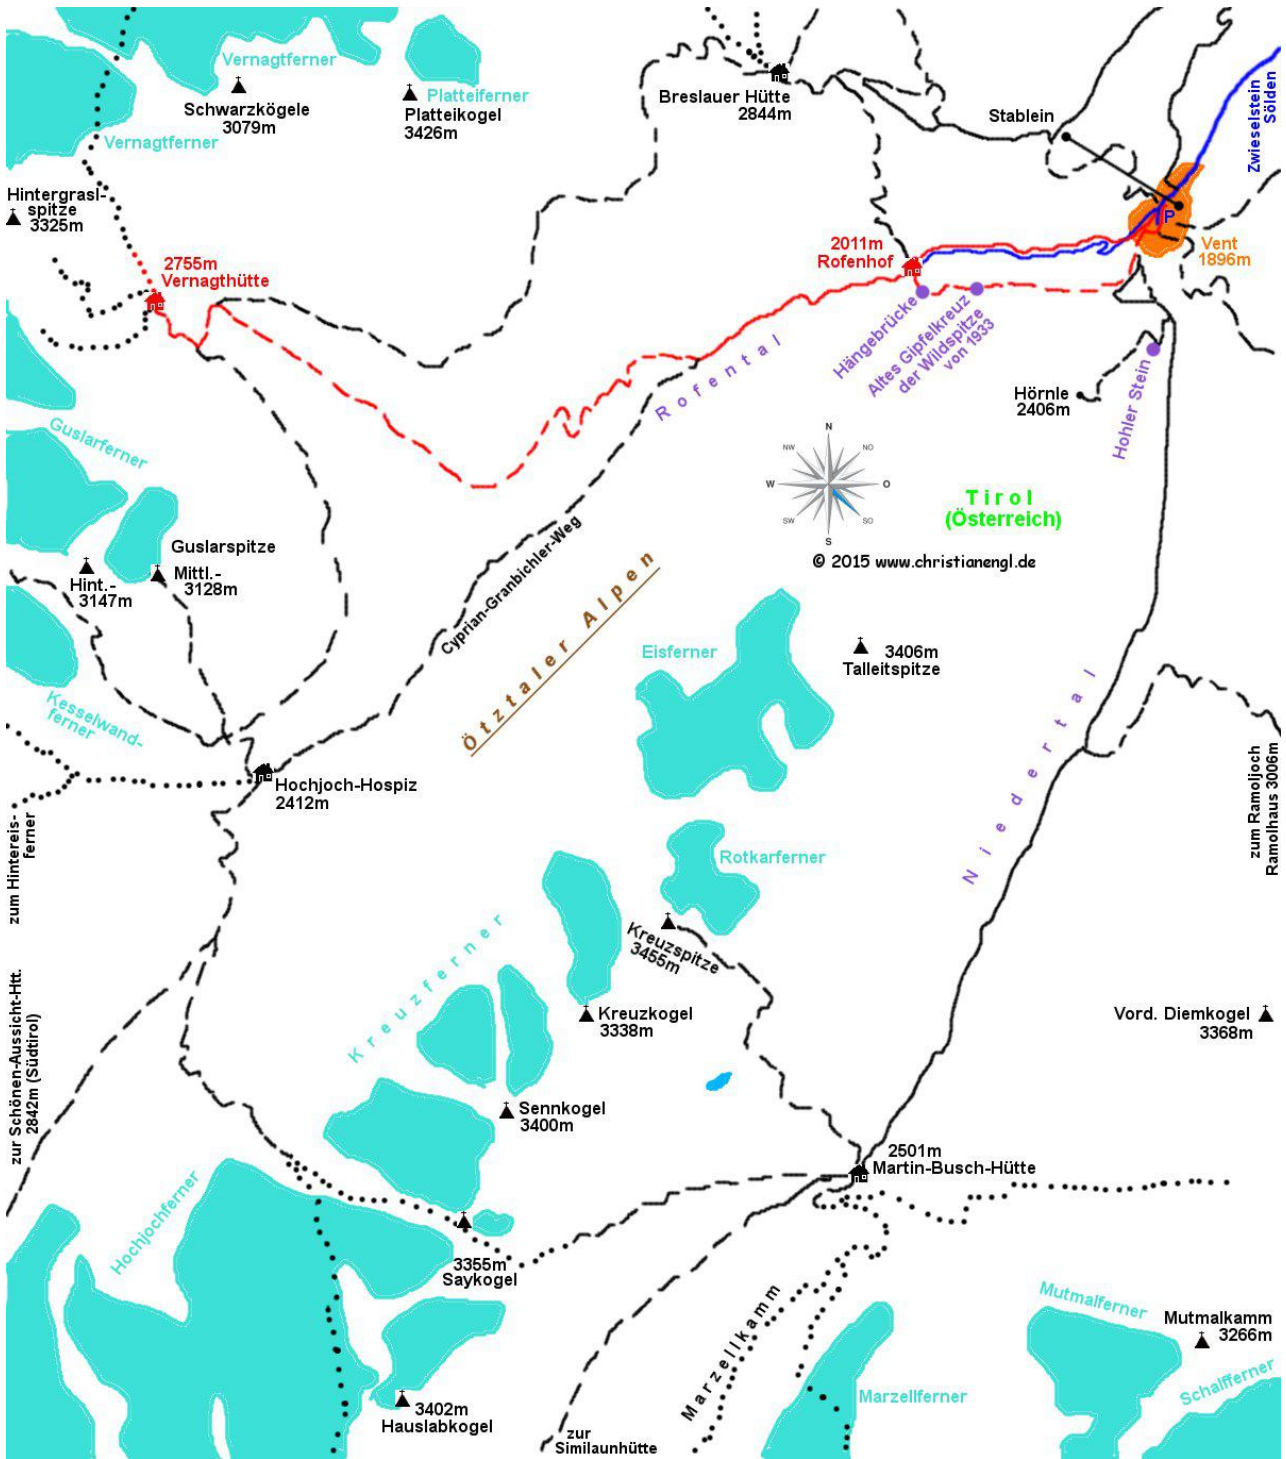 Vernagtferner
Schwarzkögele
3079m
Platteiferner
Platteikogel
3426m
Breslauer Hütte
2844m
Stablein
Zwieselstein
Sölden
Vernagtferner
Hintergrasl-
spitze
3325m
P
Vent
1896m
2755m
Vernagthütte
2011m
Rofenhof
Hängebrücke
Altes Gipfelkreuz
der Wildspitze
von 1933
Rofental
Hörnle
2406m
Hohler Stein
Guslarferner
N
NO
O
SO
S
SW
W
NW
Tirol
(Österreich)
© 2015 www.christianengl.de
Guslarspitze
Hint.-
3147m
Mittl.-
3128m
Cyprian-Granbichler-Weg
Ötztaler Alpen
Eisferner
3406m
Talleitspitze
Kesselwand-
ferner
Niedertal
Hochjoch-Hospiz
2412m
zum Ramoljoch
Ramolhaus 3006m
zum Hintereis-
ferner
Rotkarferner
Kreuzspitze
3455m
Kreuzferner
zur Schönen-Aussicht-Htt.
2842m (Südtirol)
Kreuzkogel
3338m
Vord. Diemkogel
3368m
Sennkogel
3400m
2501m
Martin-Busch-Hütte
Hochjochferner
3355m
Saykogel
Marzellkamm
Mutmalferner
Mutmalkamm
3266m
Schalfferner
Marzellferner
3402m
Hauslabkogel
zur
Similaunhütte